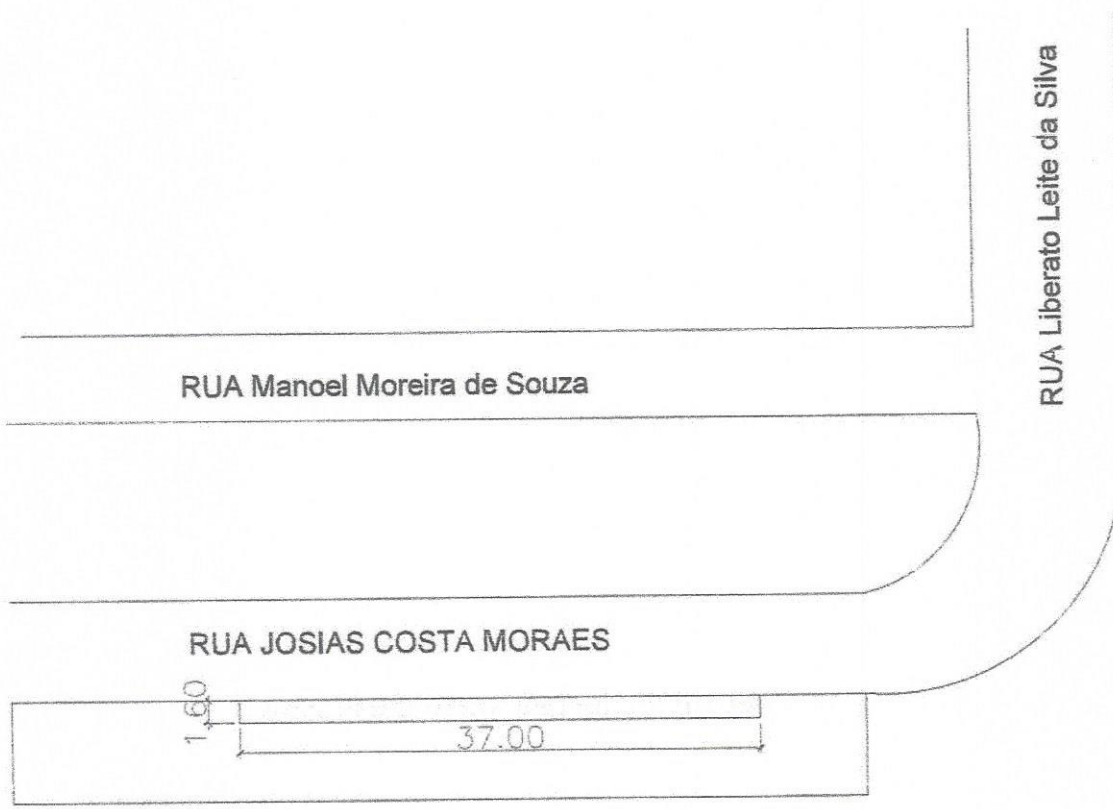 RUA Liberato Leite da Silva
RUA Manoel Moreira de Souza
RUA JOSIAS COSTA MORAES
1.60
37.00